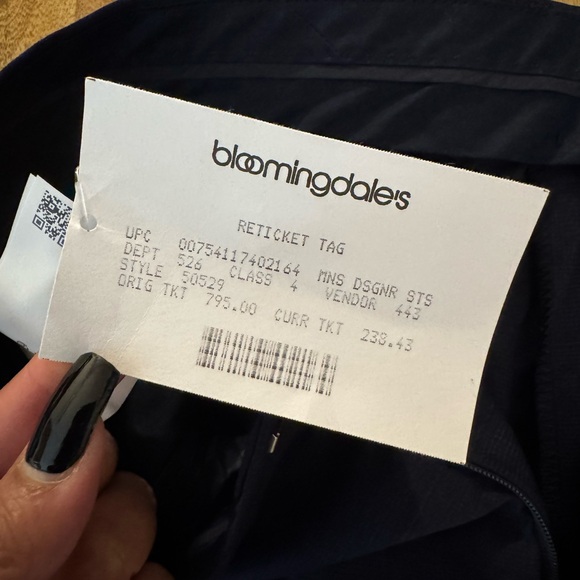 bloomingdale's
RETICKET TAG
UPC 00754117402164 MNS DSGNR STS
DEPT 526 CLASS 4 VENDOR 443
STYLE 50529
ORIG TKT 795.00 CURR TKT 238.43